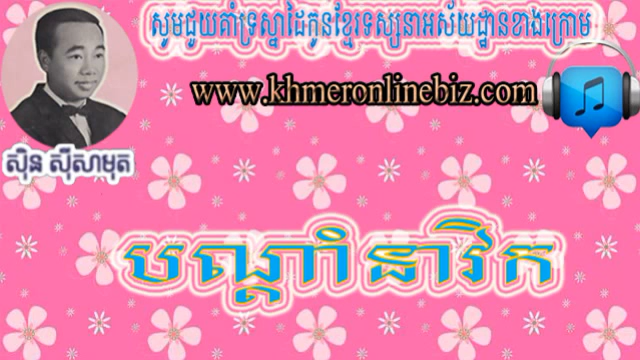 សូមជួយគាំទ្រស្នាដៃកូនខ្មែរទស្សនាអស័យដ្ឋានខាងក្រោម
www.khmeronlinebiz.com
ស៊ិន ស៊ីសាមុត
បណ្ដាំនាវិក